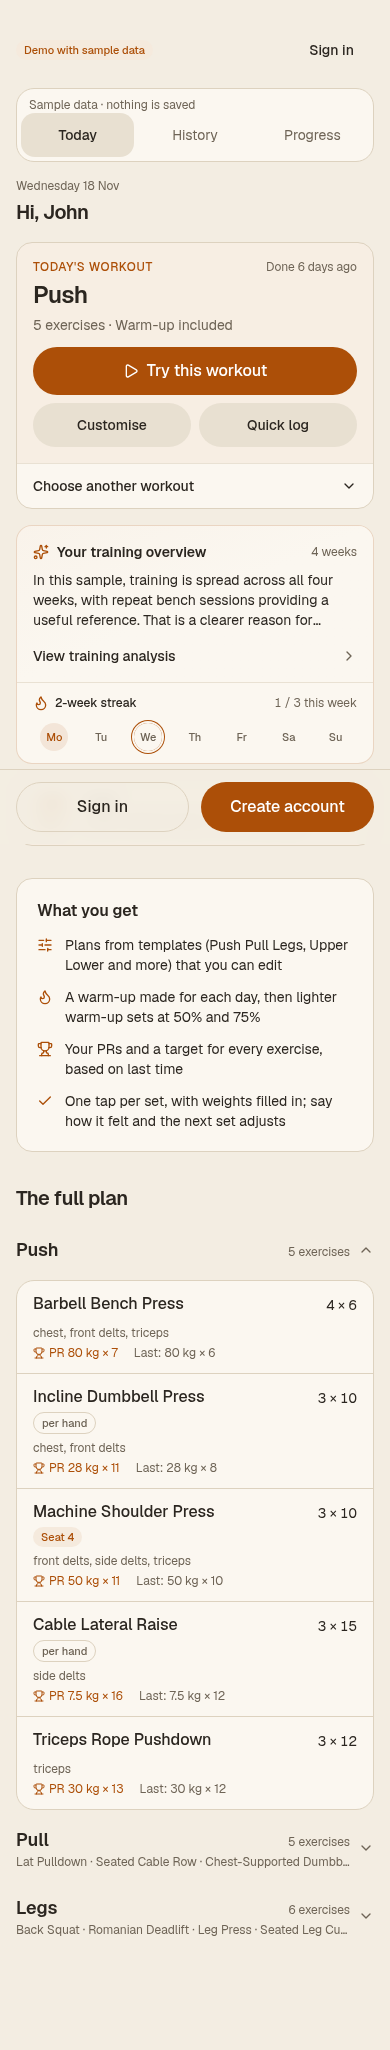 Demo with sample data
Sign in
Sample data · nothing is saved
Today
History
Progress
Wednesday 18 Nov
Hi, John
TODAY'S WORKOUT
Done 6 days ago
Push
5 exercises · Warm-up included
Try this workout
Customise
Quick log
Choose another workout
Your training overview
4 weeks
In this sample, training is spread across all four
weeks, with repeat bench sessions providing a
useful reference. That is a clearer reason for…
View training analysis
2-week streak
1 / 3 this week
Mo Tu We Th Fr Sa Su
Sign in
Create account
What you get
Plans from templates (Push Pull Legs, Upper
Lower and more) that you can edit
A warm-up made for each day, then lighter
warm-up sets at 50% and 75%
Your PRs and a target for every exercise,
based on last time
One tap per set, with weights filled in; say
how it felt and the next set adjusts
The full plan
Push
5 exercises
Barbell Bench Press
4 × 6
chest, front delts, triceps
PR 80 kg × 7 Last: 80 kg × 6
Incline Dumbbell Press
3 × 10
per hand
chest, front delts
PR 28 kg × 11 Last: 28 kg × 8
Machine Shoulder Press
3 × 10
Seat 4
front delts, side delts, triceps
PR 50 kg × 11 Last: 50 kg × 10
Cable Lateral Raise
3 × 15
per hand
side delts
PR 7.5 kg × 16 Last: 7.5 kg × 12
Triceps Rope Pushdown
3 × 12
triceps
PR 30 kg × 13 Last: 30 kg × 12
Pull
5 exercises
Lat Pulldown · Seated Cable Row · Chest-Supported Dumbb…
Legs
6 exercises
Back Squat · Romanian Deadlift · Leg Press · Seated Leg Cu…